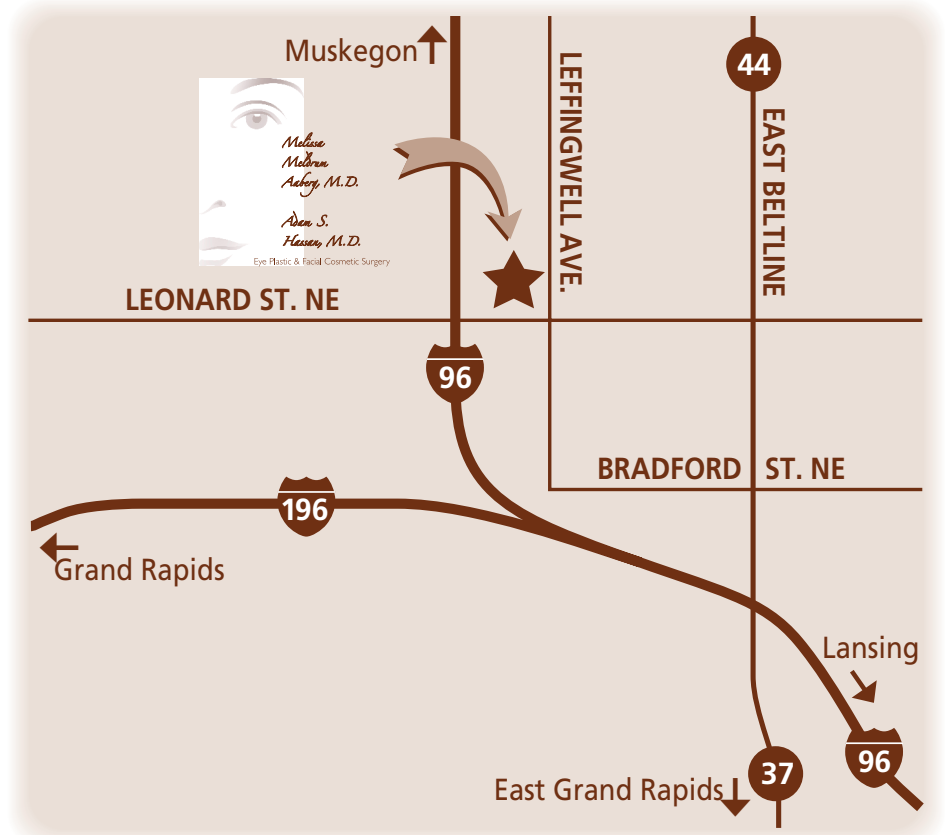 Muskegon
44
LEFFINGWELL AVE.
EAST BELTLINE
Melissa
Meldrum
Aaberg, M.D.
Adam S.
Hassan, M.D.
Eye Plastic & Facial Cosmetic Surgery
LEONARD ST. NE
96
BRADFORD ST. NE
196
Grand Rapids
Lansing
96
37
East Grand Rapids